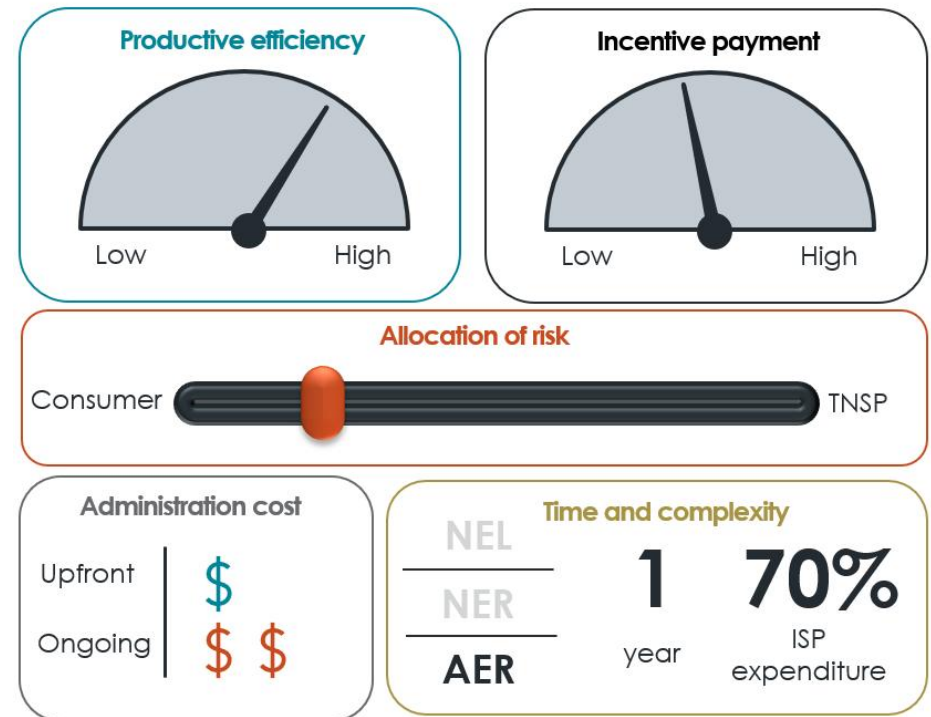 Productive efficiency
Low
High
Incentive payment
Low
High
Allocation of risk
Consumer
TNSP
Administration cost
Upfront
$
Ongoing
$ $
Time and complexity
NEL
NER
AER
1
year
70%
ISP
expenditure